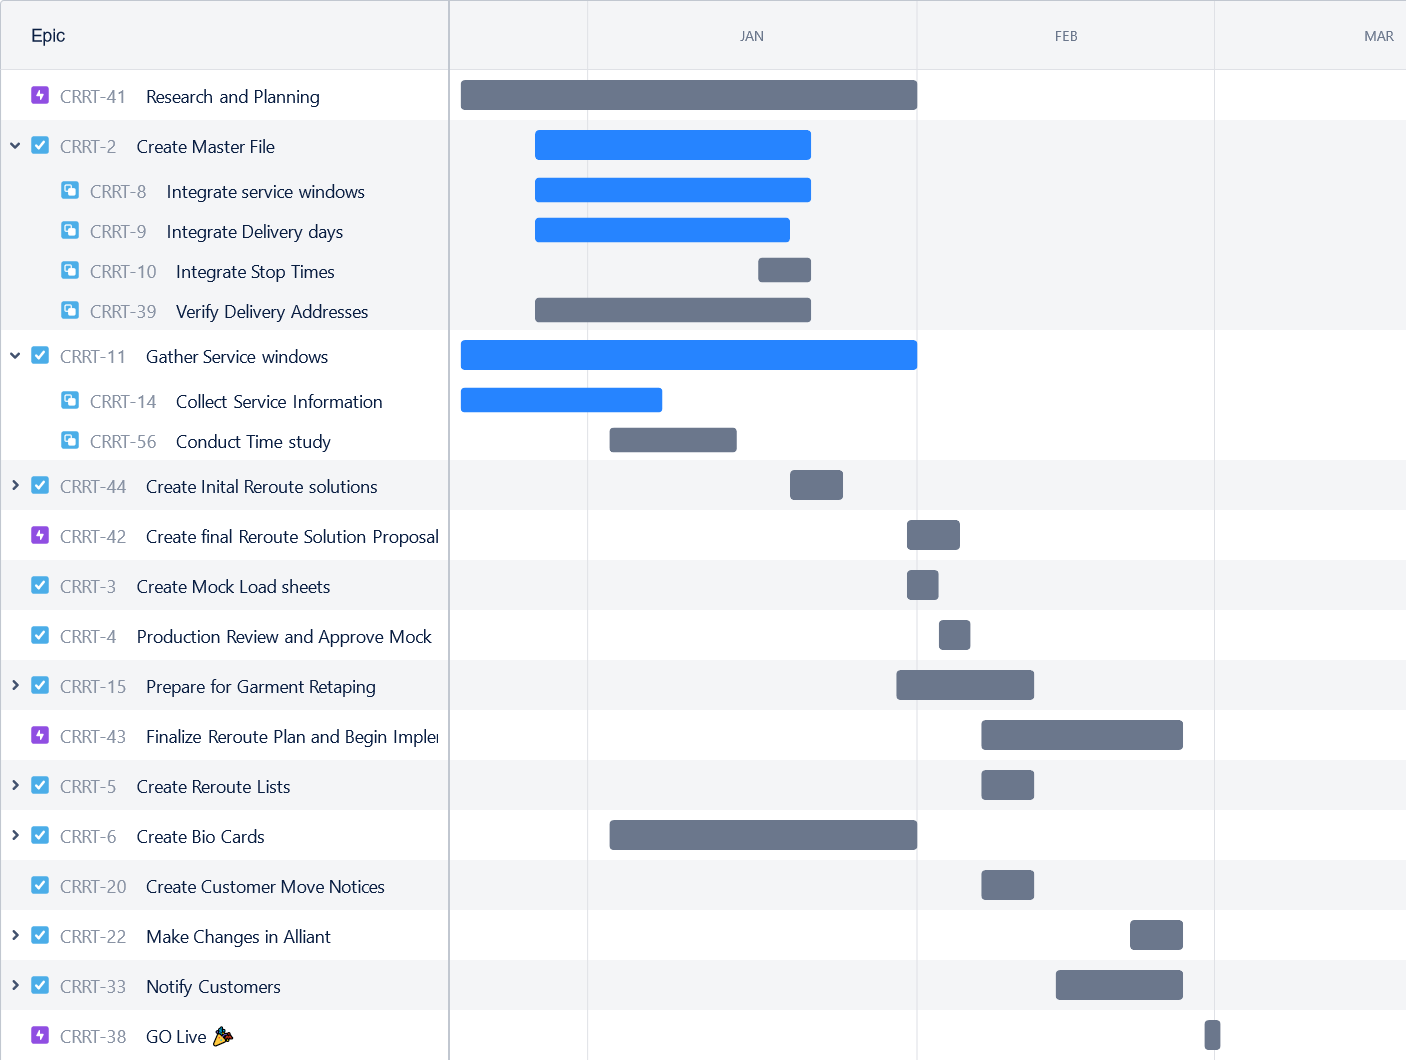 Epic JAN FEB MAR
CRRT-41 Research and Planning
CRRT-2 Create Master File
CRRT-8 Integrate service windows
CRRT-9 Integrate Delivery days
CRRT-10 Integrate Stop Times
CRRT-39 Verify Delivery Addresses
CRRT-11 Gather Service windows
CRRT-14 Collect Service Information
CRRT-56 Conduct Time study
CRRT-44 Create Inital Reroute solutions
CRRT-42 Create final Reroute Solution Proposal
CRRT-3 Create Mock Load sheets
CRRT-4 Production Review and Approve Mock
CRRT-15 Prepare for Garment Retaping
CRRT-43 Finalize Reroute Plan and Begin Impler
CRRT-5 Create Reroute Lists
CRRT-6 Create Bio Cards
CRRT-20 Create Customer Move Notices
CRRT-22 Make Changes in Alliant
CRRT-33 Notify Customers
CRRT-38 GO Live 🎉